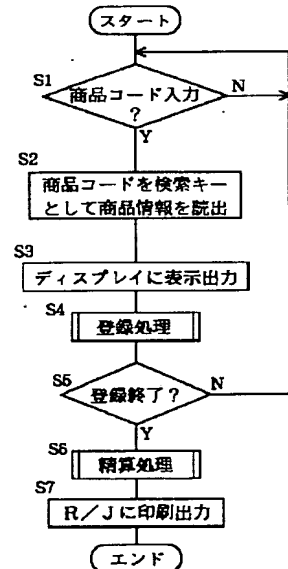 スタート
S1
商品コード入力
?
N
Y
S2
商品コードを検索キー
として商品情報を読出
S3
ディスプレイに表示出力
S4
登録処理
S5
登録終了?
N
Y
S6
精算処理
S7
R/Jに印刷出力
エンド